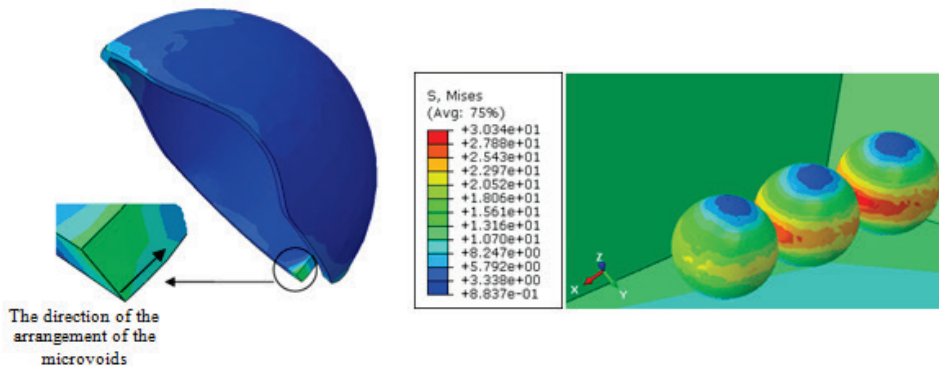 S, Mises
(Avg: 75%)
+3.034e+01
+2.788e+01
+2.543e+01
+2.297e+01
+2.052e+01
+1.806e+01
+1.561e+01
+1.316e+01
+1.070e+01
+8.247e+00
+5.792e+00
+3.338e+00
+8.837e-01
Z
X
Y
The direction of the
arrangement of the
microvoids